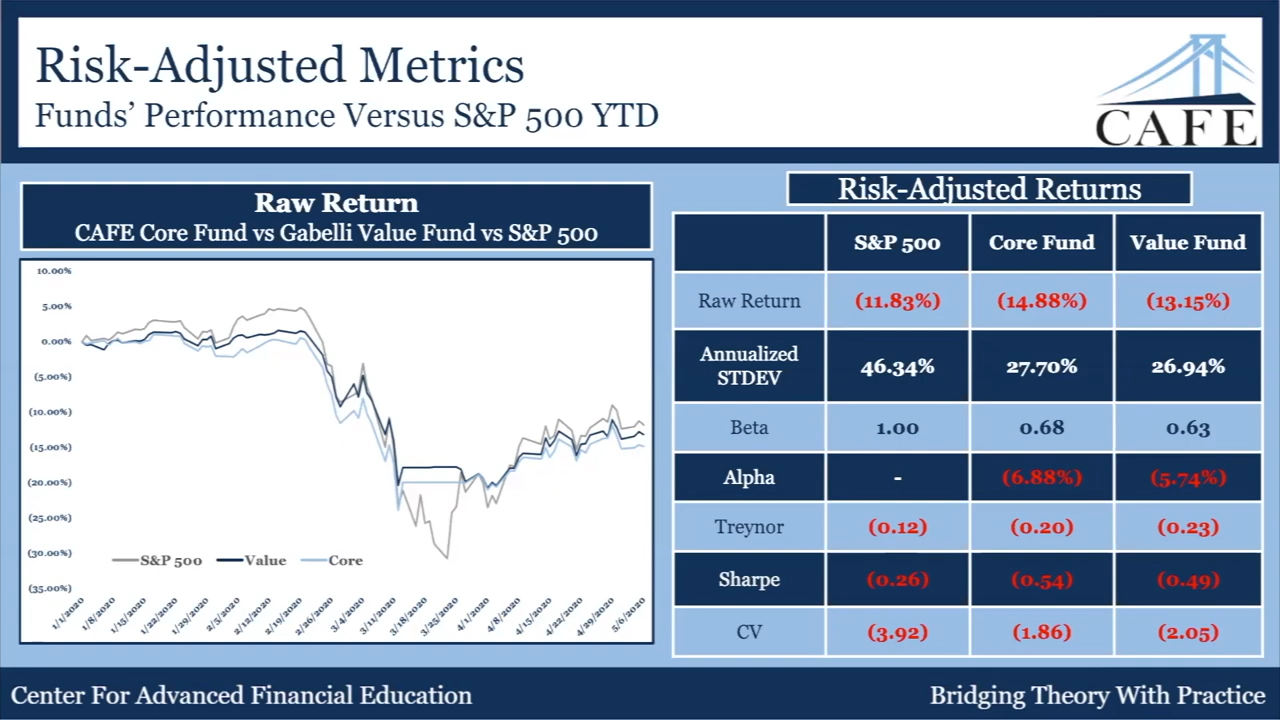 Risk-Adjusted Metrics
Funds' Performance Versus S&P 500 YTD
CAFE
Raw Return
CAFE Core Fund vs Gabelli Value Fund vs S&P 500
10.00%
5.00%
0.00%
(5.00%)
(10.00%)
(15.00%)
(20.00%)
(25.00%)
(30.00%)
(35.00%)
S&P 500 Value Core
1/1/2020 1/8/2020 1/15/2020 1/22/2020 1/29/2020 2/5/2020 2/12/2020 2/19/2020 2/26/2020 3/4/2020 3/11/2020 3/18/2020 3/25/2020 4/1/2020 4/8/2020 4/15/2020 4/22/2020 4/29/2020 5/6/2020
Risk-Adjusted Returns
S&P 500 Core Fund Value Fund
Raw Return (11.83%) (14.88%) (13.15%)
Annualized
STDEV 46.34% 27.70% 26.94%
Beta 1.00 0.68 0.63
Alpha - (6.88%) (5.74%)
Treynor (0.12) (0.20) (0.23)
Sharpe (0.26) (0.54) (0.49)
CV (3.92) (1.86) (2.05)
Center For Advanced Financial Education
Bridging Theory With Practice